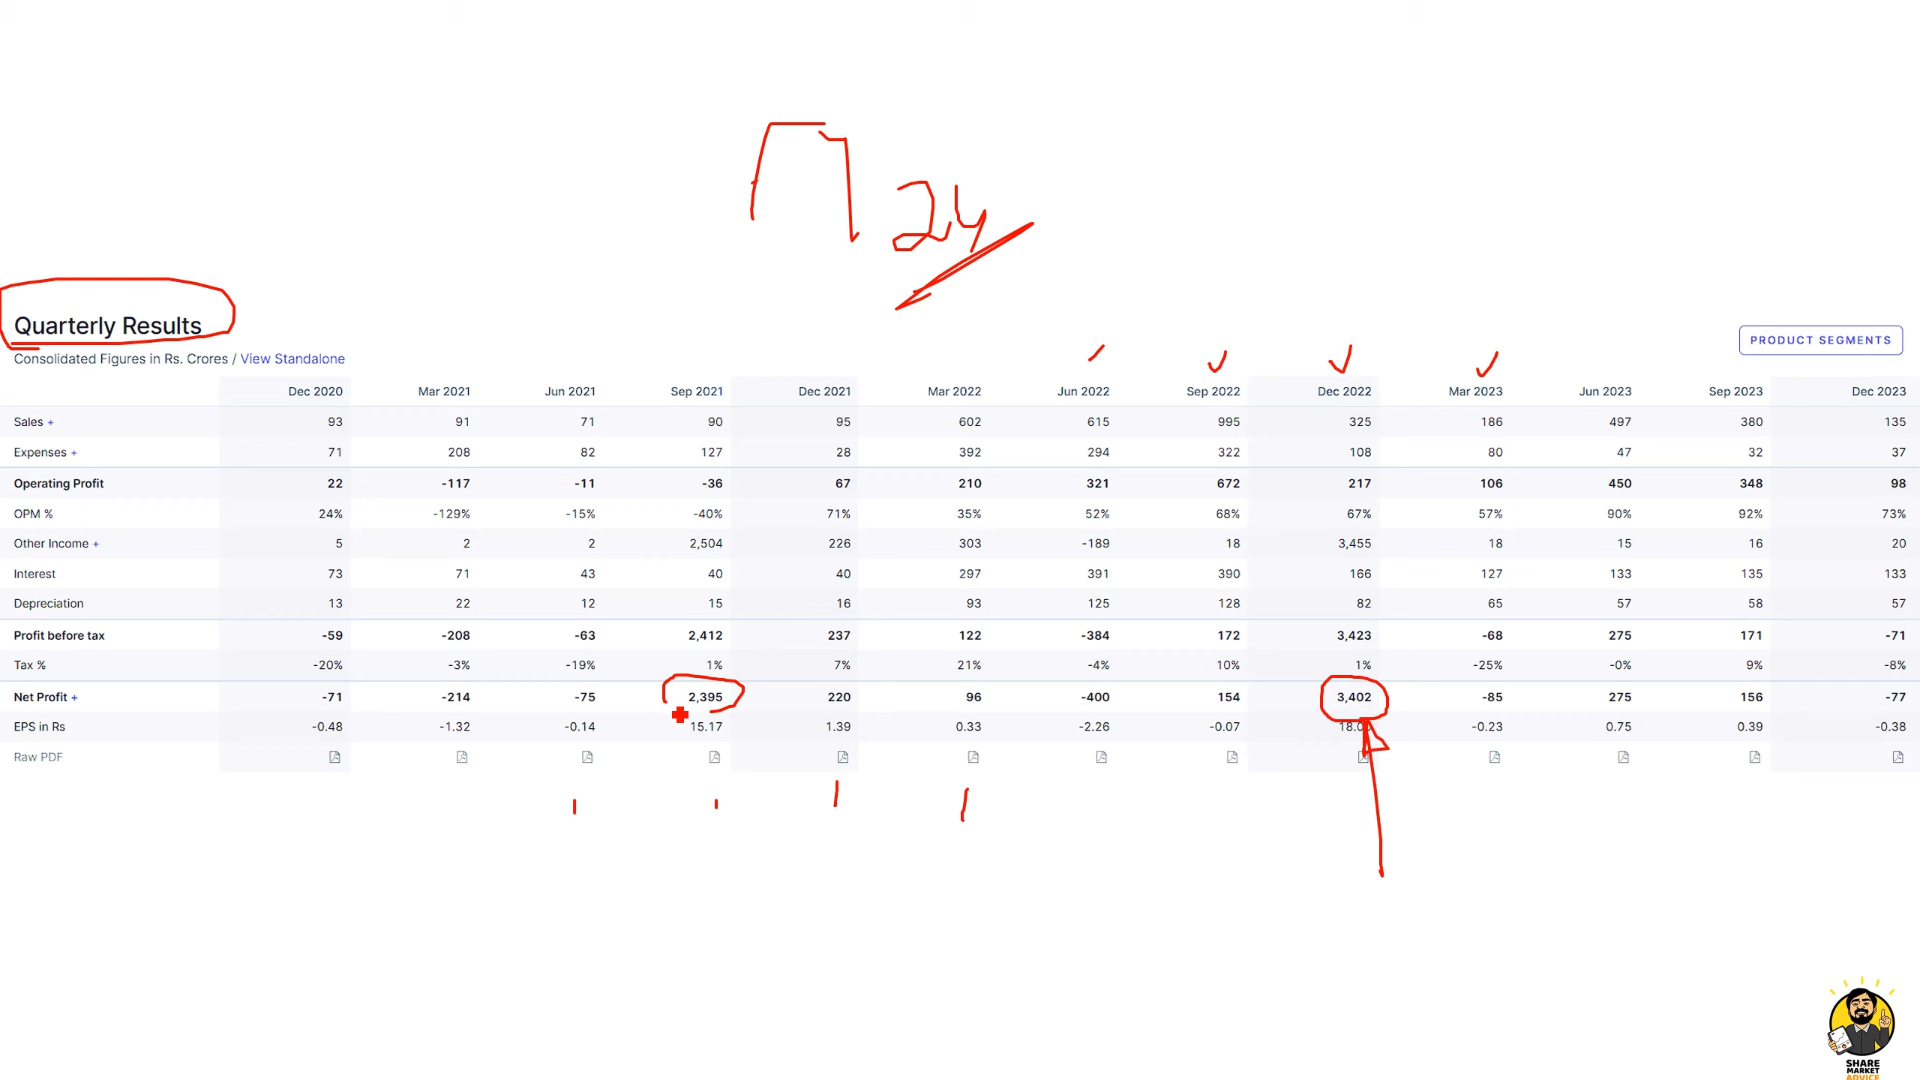 24
Quarterly Results
PRODUCT SEGMENTS
Consolidated Figures in Rs. Crores / View Standalone
Dec 2020 Mar 2021 Jun 2021 Sep 2021 Dec 2021 Mar 2022 Jun 2022 Sep 2022 Dec 2022 Mar 2023 Jun 2023 Sep 2023 Dec 2023
Sales + 93 91 71 90 95 602 615 995 325 186 497 380 135
Expenses + 71 208 82 127 28 392 294 322 108 80 47 32 37
Operating Profit 22 -117 -11 -36 67 210 321 672 217 106 450 348 98
OPM % 24% -129% -15% -40% 71% 35% 52% 68% 67% 57% 90% 92% 73%
Other Income + 5 2 2 2,504 226 303 -189 18 3,455 18 15 16 20
Interest 73 71 43 40 40 297 391 390 166 127 133 135 133
Depreciation 13 22 12 15 16 93 125 128 82 65 57 58 57
Profit before tax -59 -208 -63 2,412 237 122 -384 172 3,423 -68 275 171 -71
Tax % -20% -3% -19% 1% 7% 21% -4% 10% 1% -25% -0% 9% -8%
Net Profit + -71 -214 -75 2,395 220 96 -400 154 3,402 -85 275 156 -77
EPS in Rs -0.48 -1.32 -0.14 15.17 1.39 0.33 -2.26 -0.07 -0.23 0.75 0.39 -0.38
Raw PDF
SHARE
MARKET
ADVICE